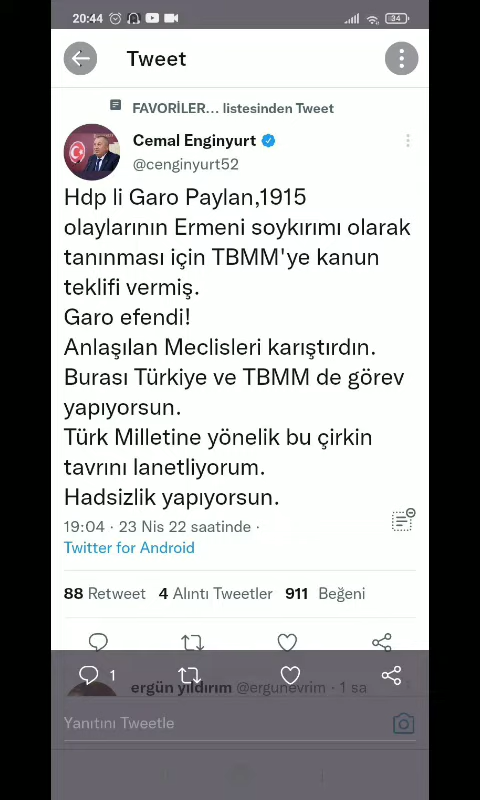 20:44
34
Tweet
FAVORİLER... listesinden Tweet
Cemal Enginyurt
@cenginyurt52
Hdp li Garo Paylan,1915
olaylarının Ermeni soykırımı olarak
tanınması için TBMM'ye kanun
teklifi vermiş.
Garo efendi!
Anlaşılan Meclisleri karıştırdın.
Burası Türkiye ve TBMM de görev
yapıyorsun.
Türk Milletine yönelik bu çirkin
tavrını lanetliyorum.
Hadsizlik yapıyorsun.
19:04 · 23 Nis 22 saatinde ·
Twitter for Android
88 Retweet 4 Alıntı Tweetler 911 Beğeni
1
ergün yıldırım @ergunevrim · 1 sa
Yanıtını Tweetle